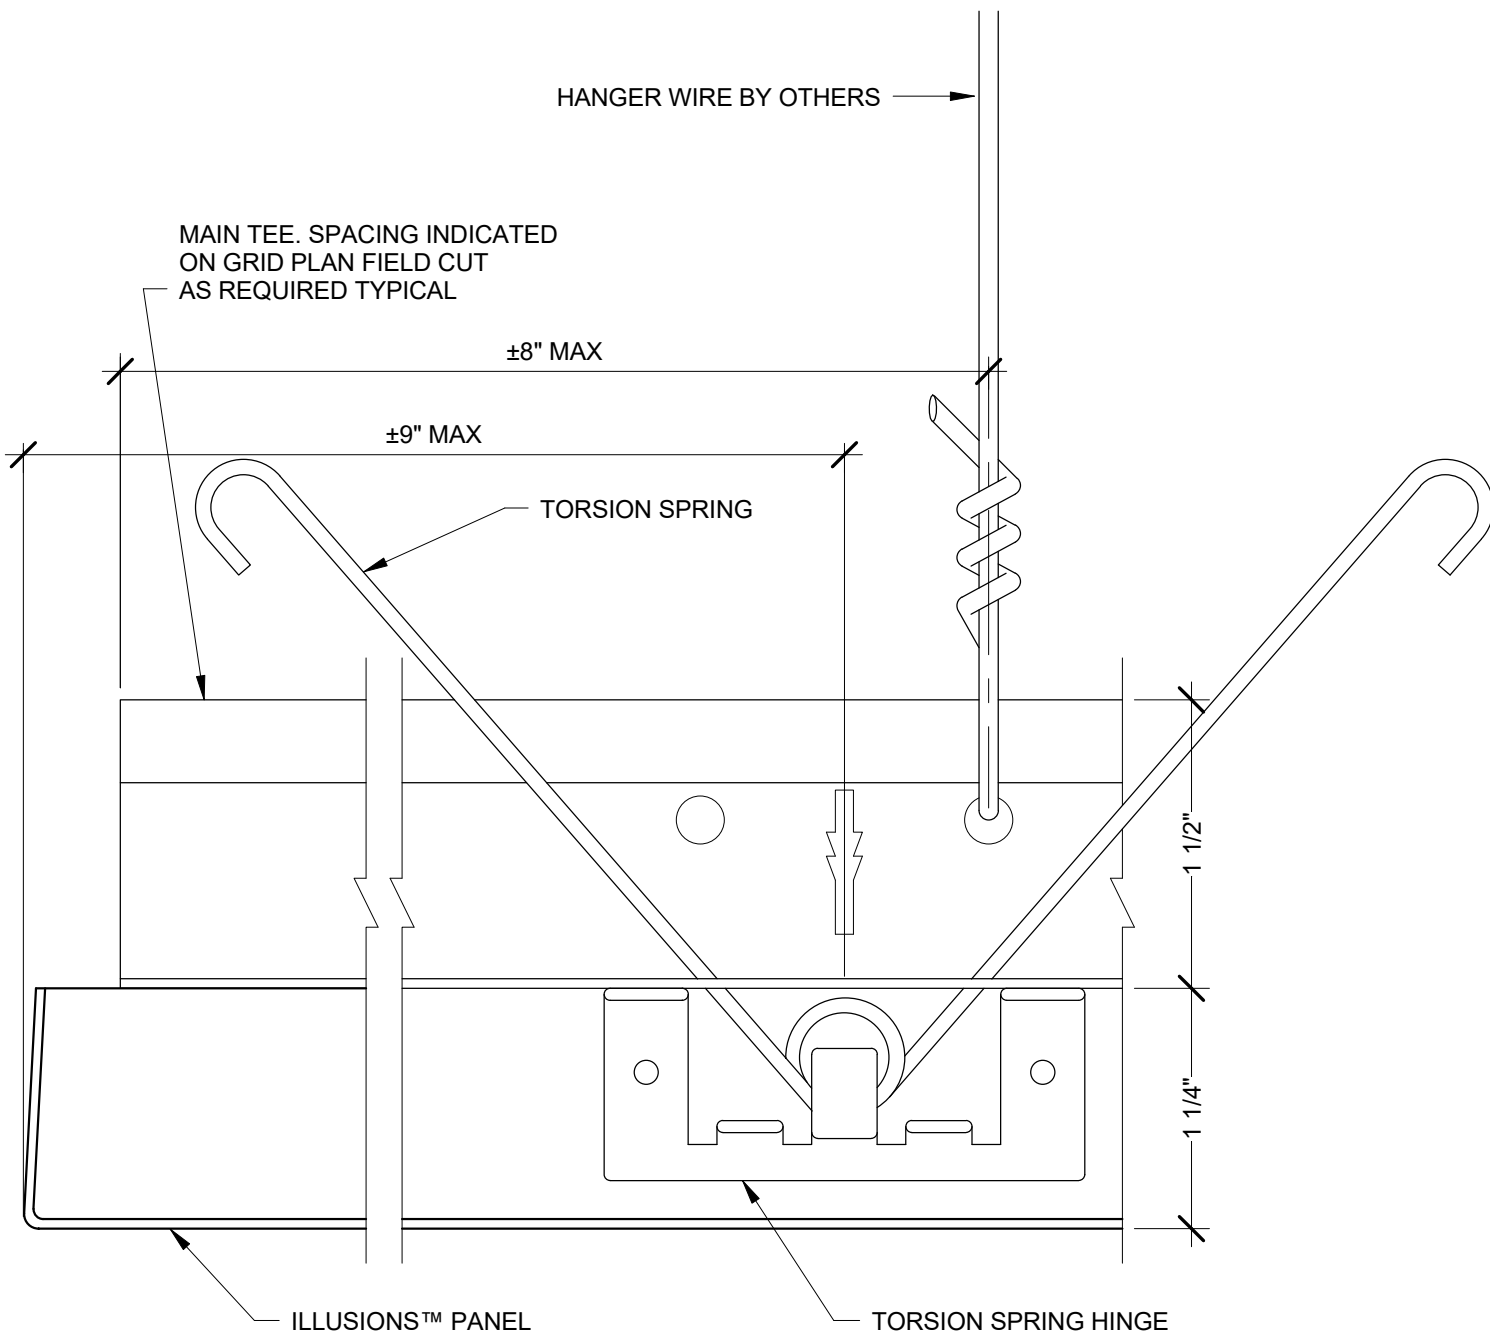 HANGER WIRE BY OTHERS
MAIN TEE. SPACING INDICATED
ON GRID PLAN FIELD CUT
AS REQUIRED TYPICAL
±8" MAX
±9" MAX
TORSION SPRING
1 1/2"
1 1/4"
ILLUSIONS™ PANEL
TORSION SPRING HINGE